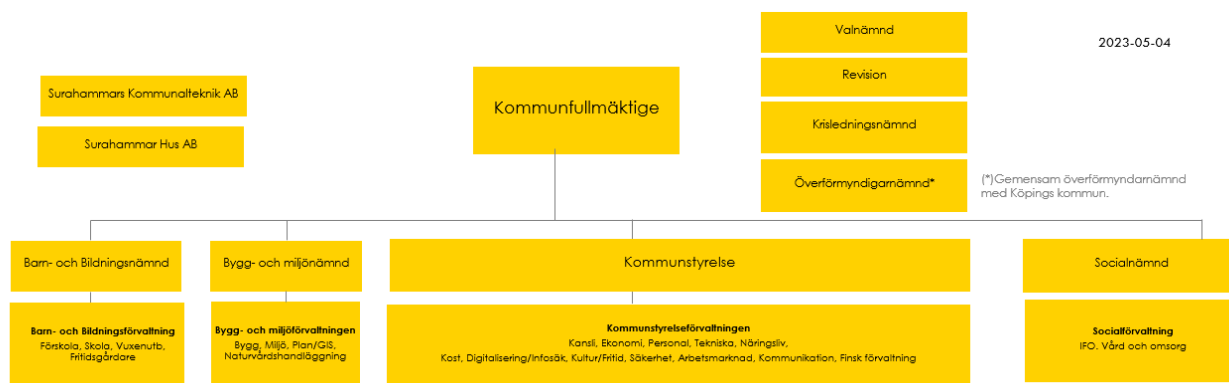 Valnämnd
2023-05-04
Revision
Surahammars Kommunalteknik AB
Kommunfullmäktige
Krisledningsnämnd
Surahammar Hus AB
Överförmyndigarnämnd*
(*)Gemensam överförmyndarnämnd
med Köpings kommun.
Barn- och Bildningsnämnd
Bygg- och miljönämnd
Kommunstyrelse
Socialnämnd
Barn- och Bildningsförvaltning
Förskola, Skola, Vuxenutb,
Fritidsgårdare
Bygg- och miljöförvaltningen
Bygg, Miljö, Plan/GIS,
Naturvårdshandläggning
Kommunstyrelseförvaltningen
Kansli, Ekonomi, Personal, Tekniska, Näringsliv,
Kost, Digitalisering/Infosäk, Kultur/Fritid, Säkerhet, Arbetsmarknad, Kommunikation, Finsk förvaltning
Socialförvaltning
IFO. Vård och omsorg